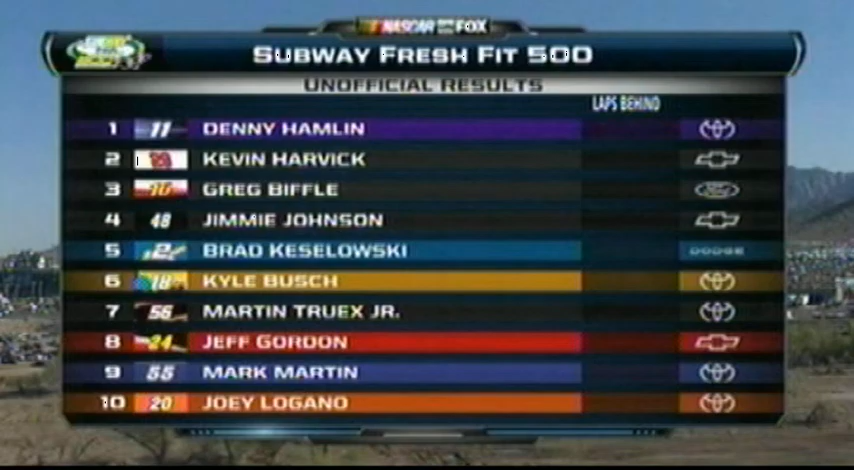 NASCAR ON FOX
SUBWAY FRESH FIT 500
UNOFFICIAL RESULTS
LAPS BEHIND
1 11 DENNY HAMLIN
2 29 KEVIN HARVICK
3 16 GREG BIFFLE Ford
4 48 JIMMIE JOHNSON
5 2 BRAD KESELOWSKI DODGE
6 18 KYLE BUSCH
7 56 MARTIN TRUEX JR.
8 24 JEFF GORDON
9 55 MARK MARTIN
10 20 JOEY LOGANO